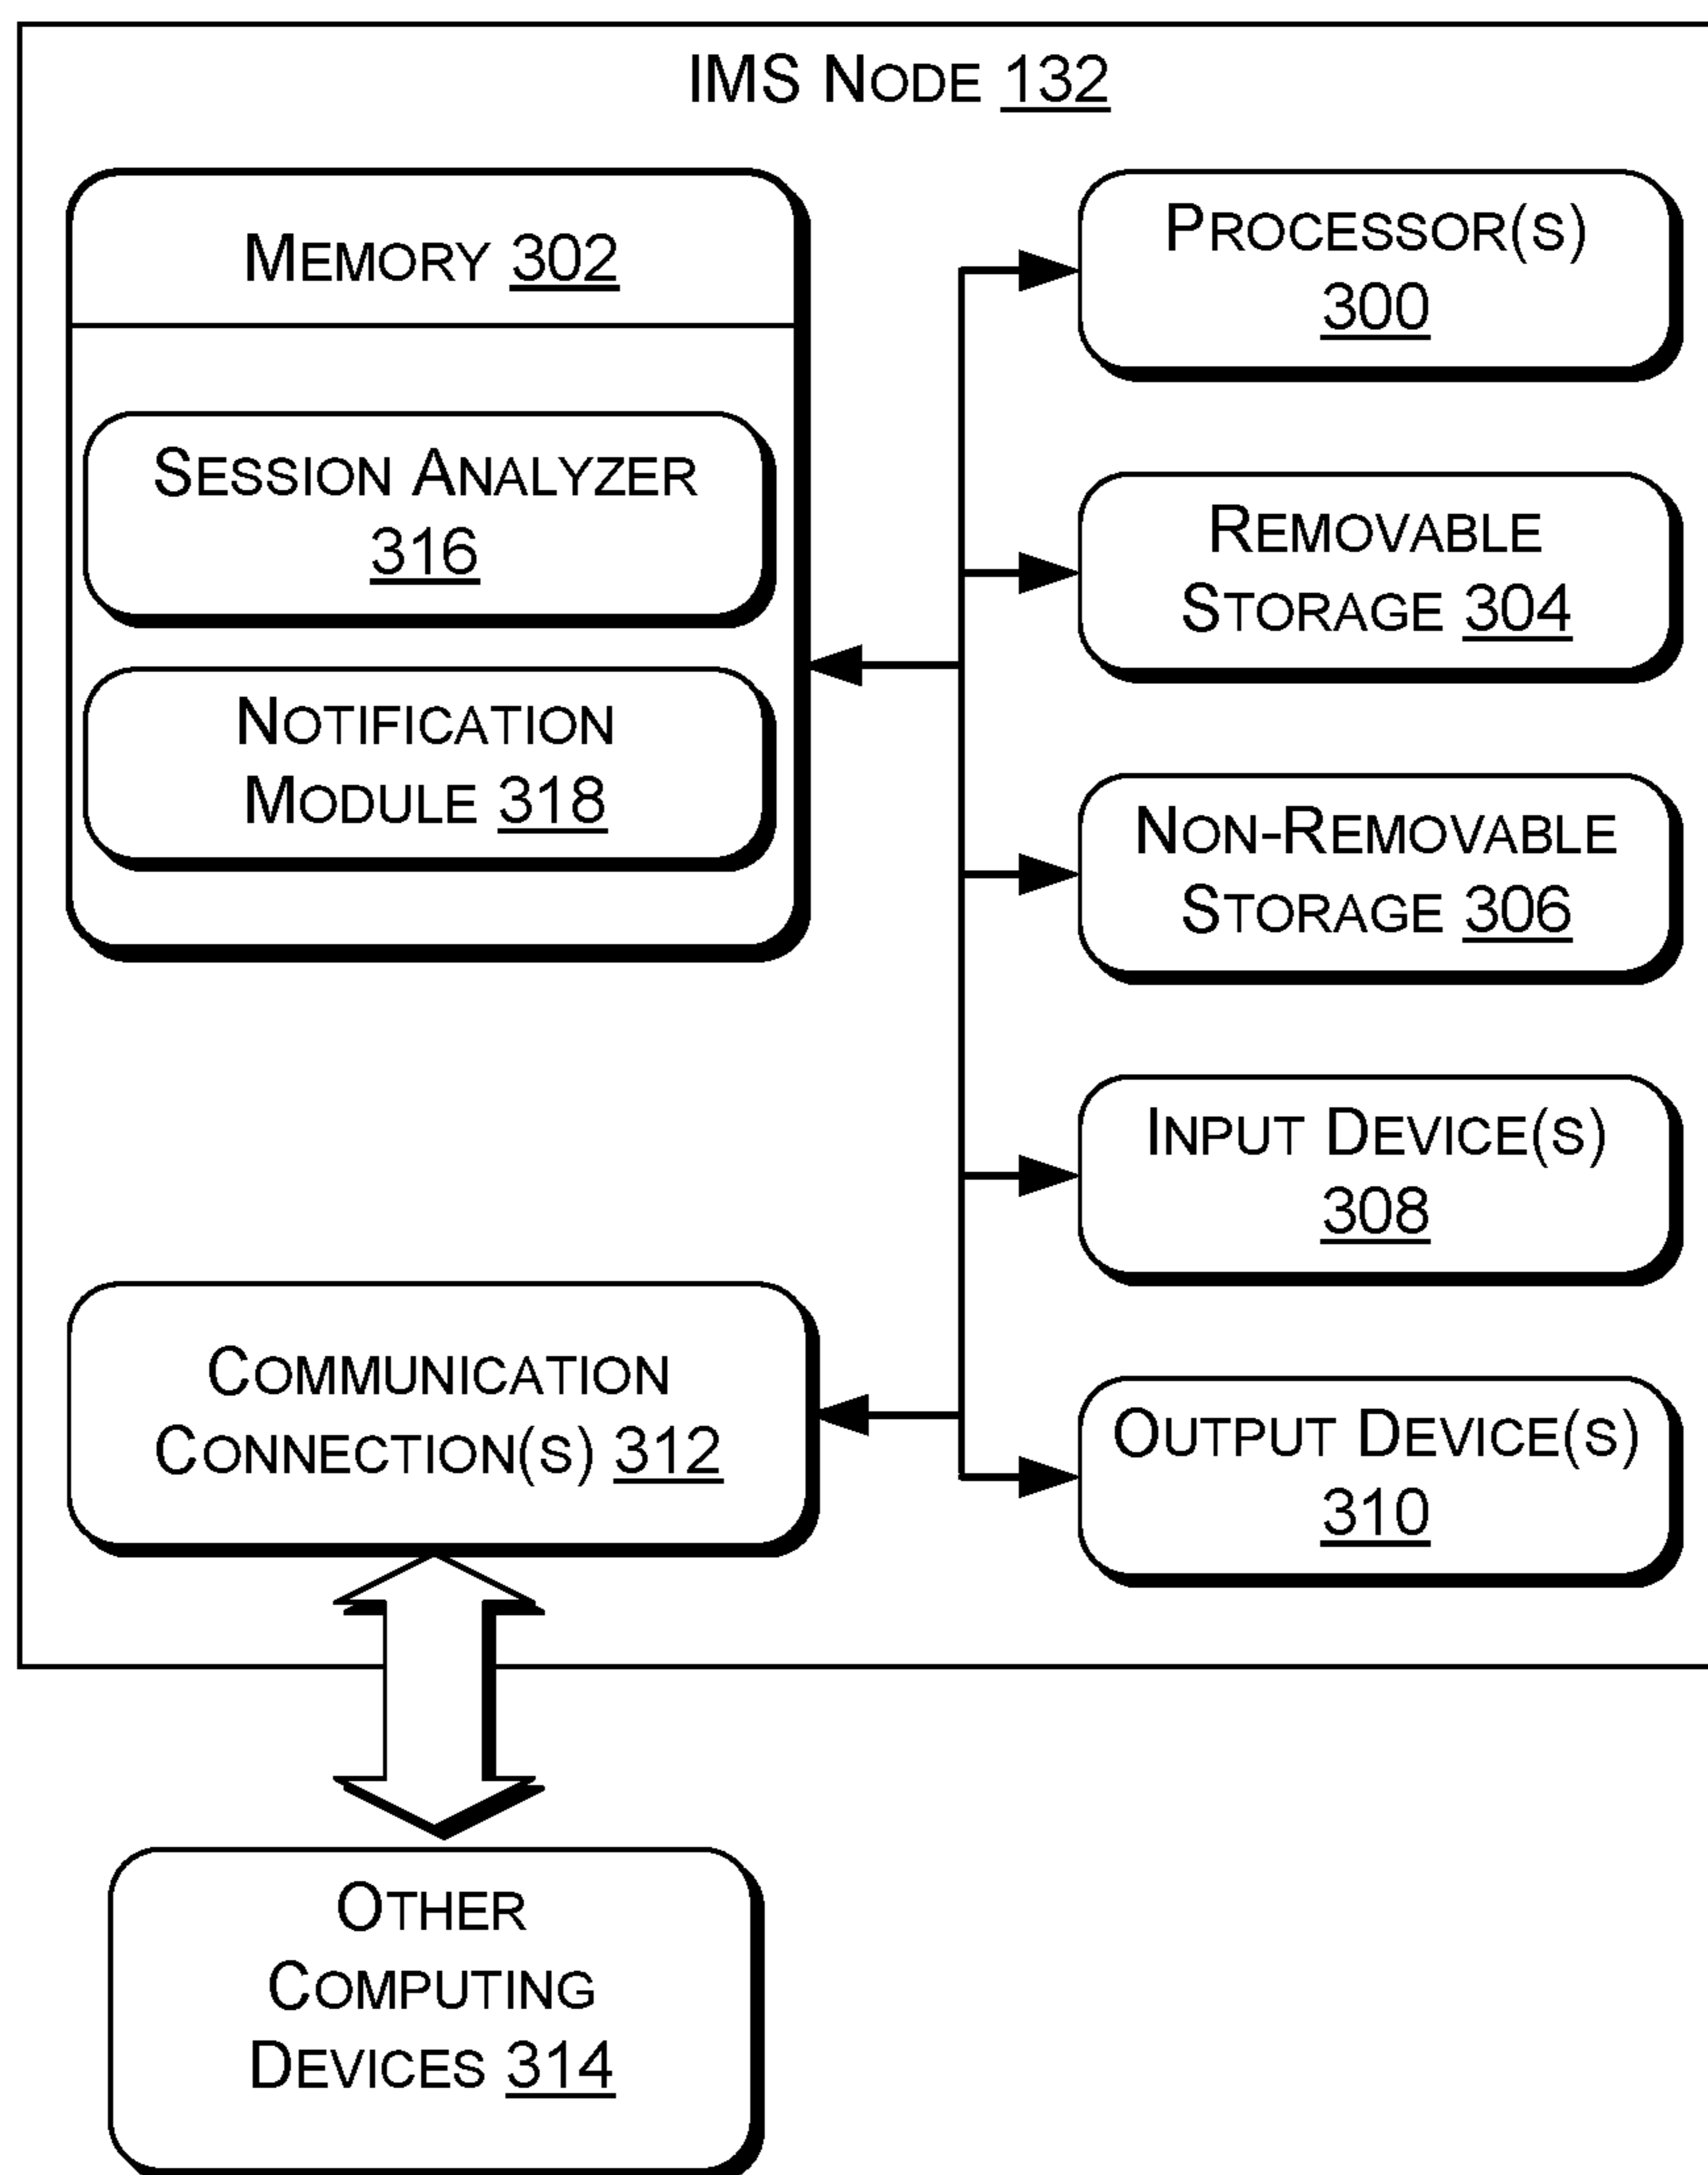 IMS NODE 132
MEMORY 302
SESSION ANALYZER
316
NOTIFICATION
MODULE 318
PROCESSOR(S)
300
REMOVABLE
STORAGE 304
NON-REMOVABLE
STORAGE 306
INPUT DEVICE(S)
308
OUTPUT DEVICE(S)
310
COMMUNICATION
CONNECTION(S) 312
OTHER
COMPUTING
DEVICES 314